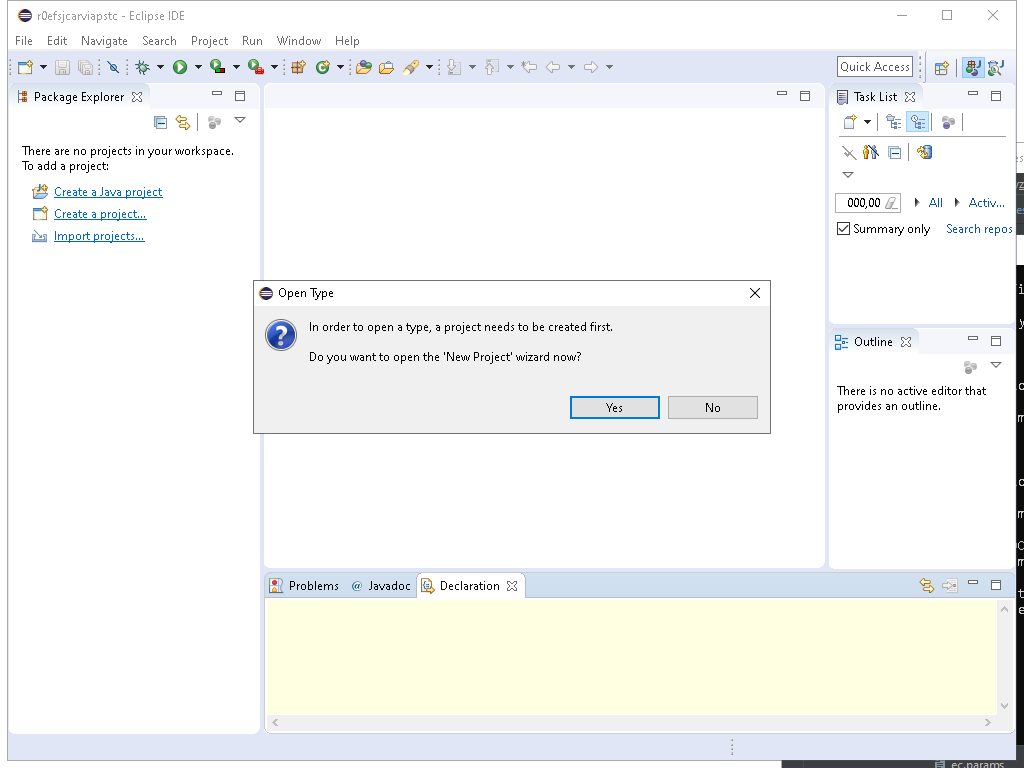 r0efsjcarviapstc - Eclipse IDE
File Edit Navigate Search Project Run Window Help
Quick Access
Package Explorer
Task List
There are no projects in your workspace.
To add a project:
Create a Java project
Create a project...
Import projects...
000,00
All
Activ...
Summary only
Search repos
Open Type
In order to open a type, a project needs to be created first.
Do you want to open the 'New Project' wizard now?
Yes
No
Outline
There is no active editor that
provides an outline.
Problems
@ Javadoc
Declaration
ec.params